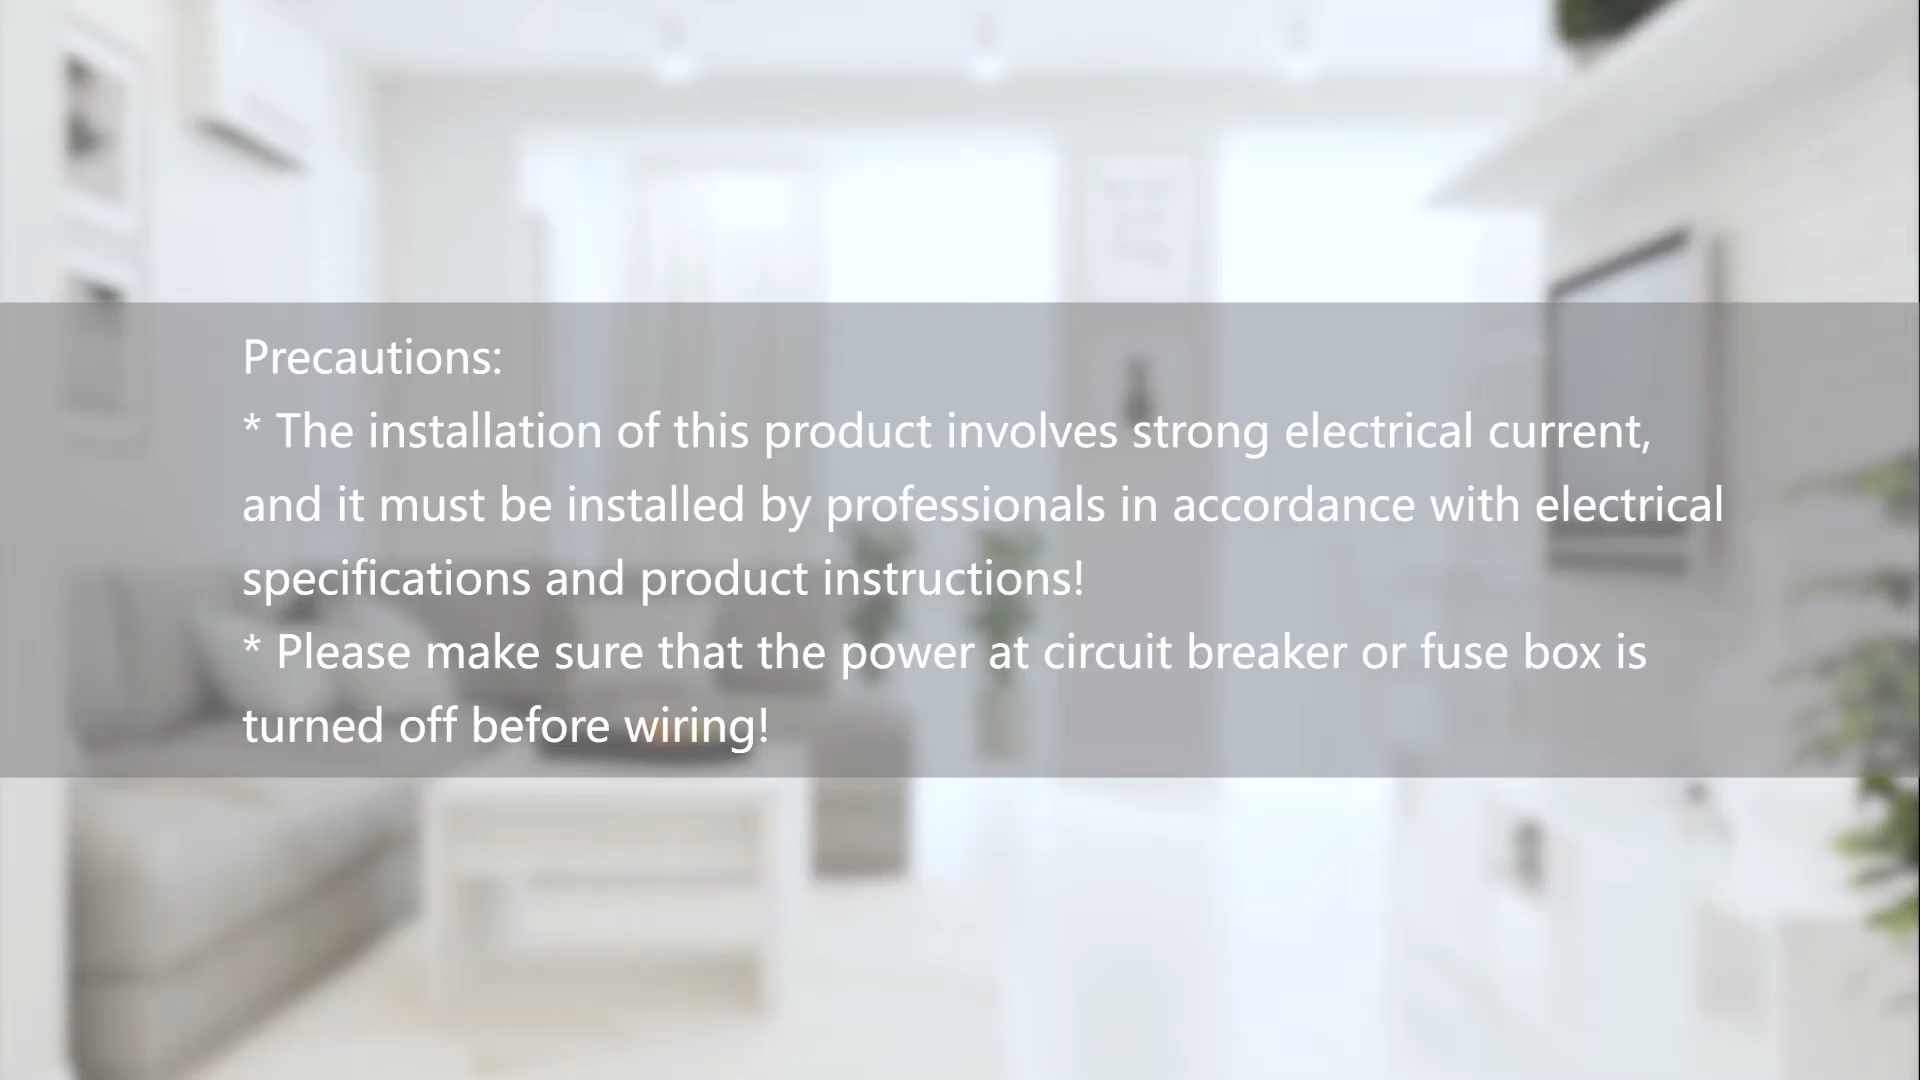 Precautions:
* The installation of this product involves strong electrical current,
and it must be installed by professionals in accordance with electrical
specifications and product instructions!
* Please make sure that the power at circuit breaker or fuse box is
turned off before wiring!